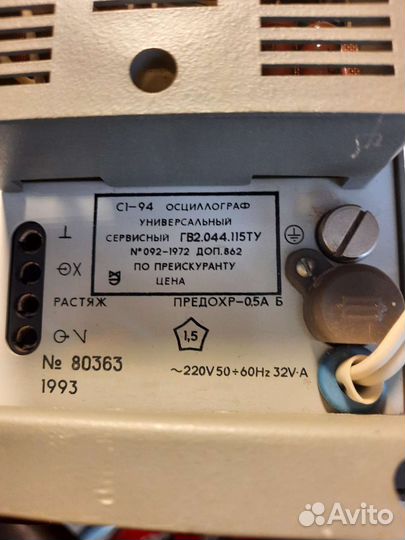 С1-94 ОСЦИЛЛОГРАФ
УНИВЕРСАЛЬНЫЙ
СЕРВИСНЫЙ ГВ2.044.115ТУ
№092-1972 ДОП.862
ПО ПРЕЙСКУРАНТУ
ЦЕНА
⊥
X
РАСТЯЖ
ПРЕДОХР-0,5А Б
1,5
№ 80363
1993
~220V 50÷60Hz 32V·A
Avito